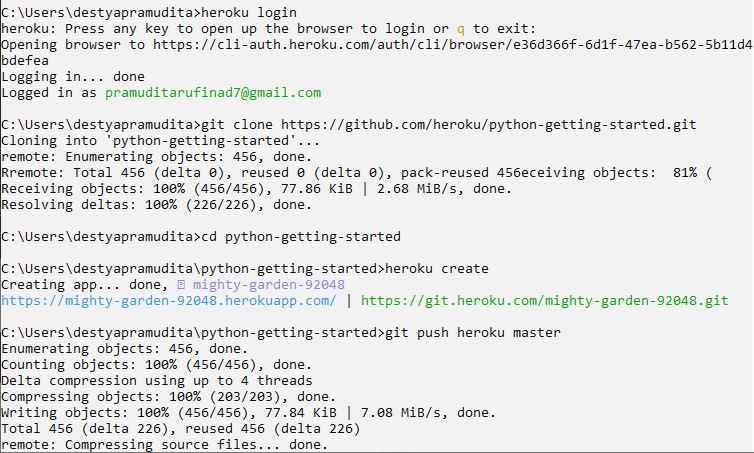 C:\Users\destyapramudita>heroku login
heroku: Press any key to open up the browser to login or q to exit:
Opening browser to https://cli-auth.heroku.com/auth/cli/browser/e36d366f-6d1f-47ea-b562-5b11d4
bdefea
Logging in... done
Logged in as pramuditarufinad7@gmail.com
C:\Users\destyapramudita>git clone https://github.com/heroku/python-getting-started.git
Cloning into 'python-getting-started'...
remote: Enumerating objects: 456, done.
Rremote: Total 456 (delta 0), reused 0 (delta 0), pack-reused 456eceiving objects:  81% (
Receiving objects: 100% (456/456), 77.86 KiB | 2.68 MiB/s, done.
Resolving deltas: 100% (226/226), done.
C:\Users\destyapramudita>cd python-getting-started
C:\Users\destyapramudita\python-getting-started>heroku create
Creating app... done, mighty-garden-92048
https://mighty-garden-92048.herokuapp.com/ | https://git.heroku.com/mighty-garden-92048.git
C:\Users\destyapramudita\python-getting-started>git push heroku master
Enumerating objects: 456, done.
Counting objects: 100% (456/456), done.
Delta compression using up to 4 threads
Compressing objects: 100% (203/203), done.
Writing objects: 100% (456/456), 77.84 KiB | 7.08 MiB/s, done.
Total 456 (delta 226), reused 456 (delta 226)
remote: Compressing source files... done.